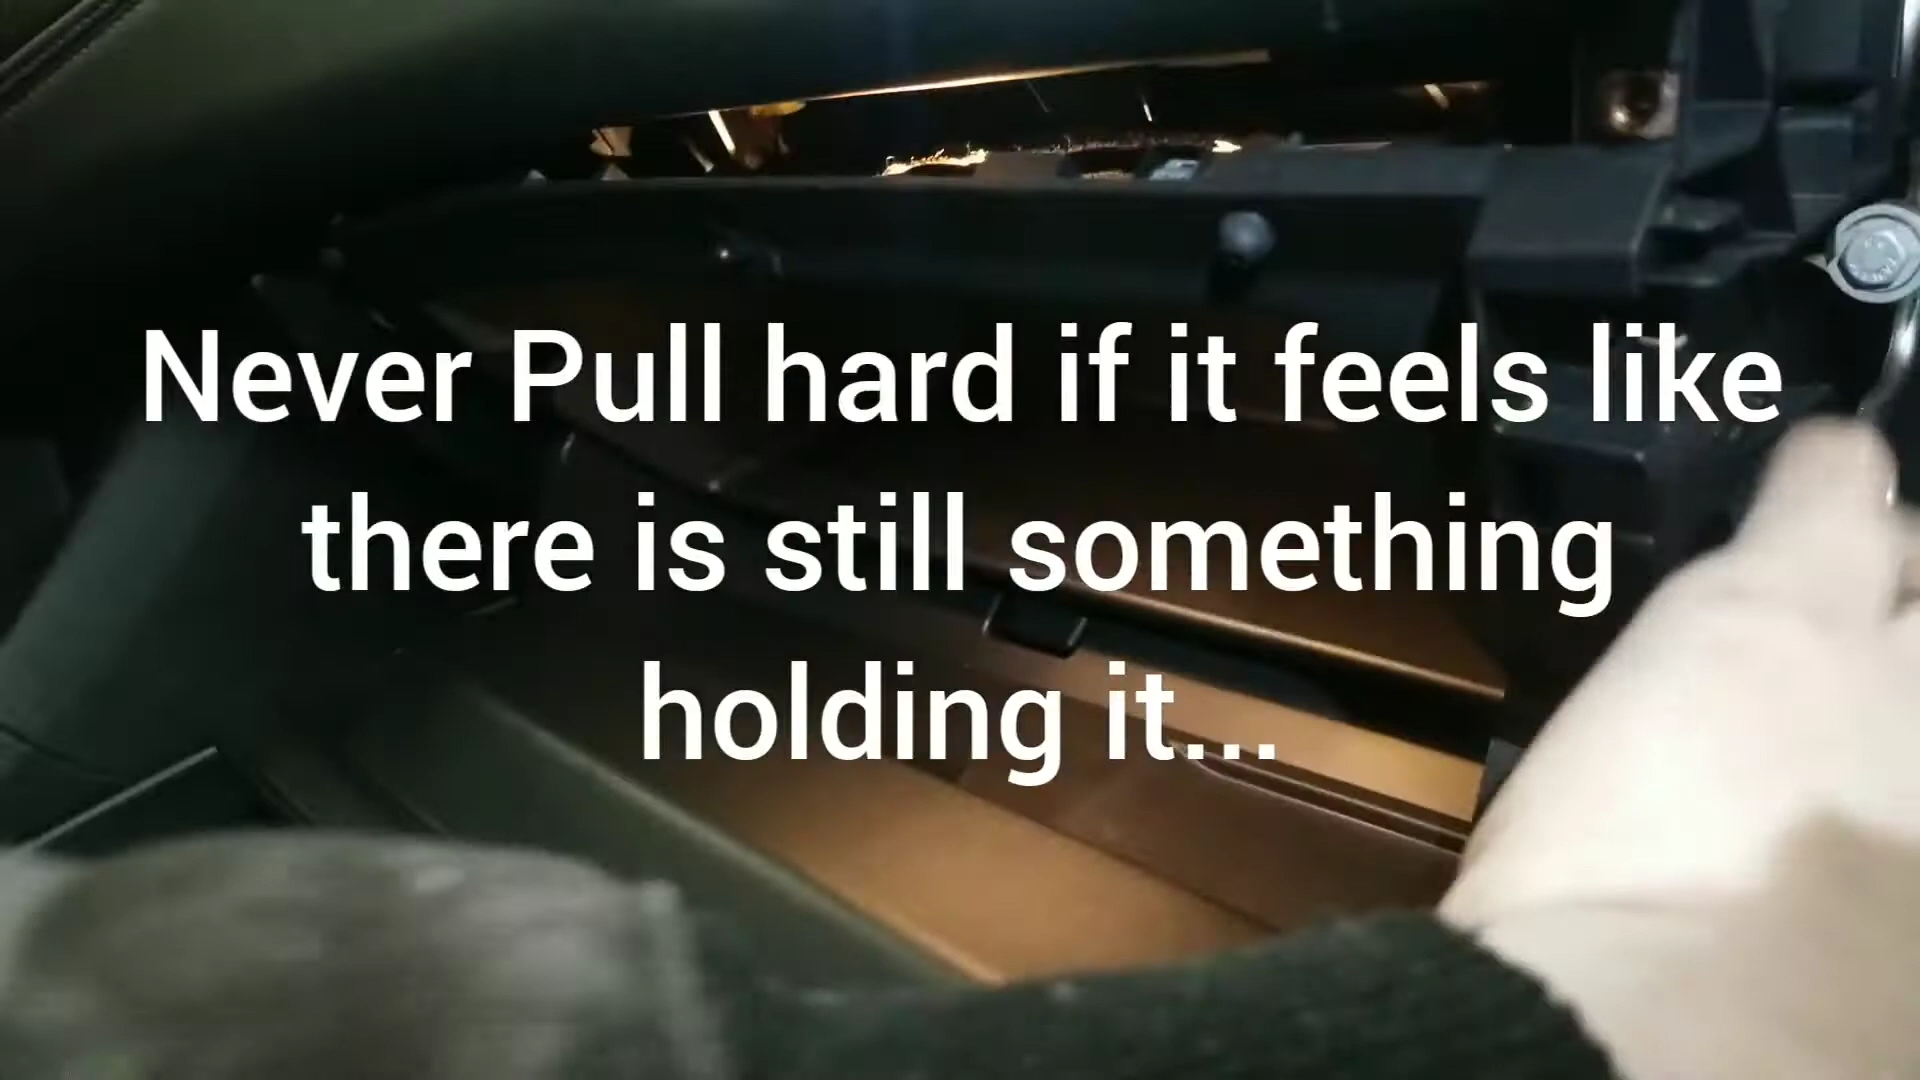 Never Pull hard if it feels like
there is still something
holding it...